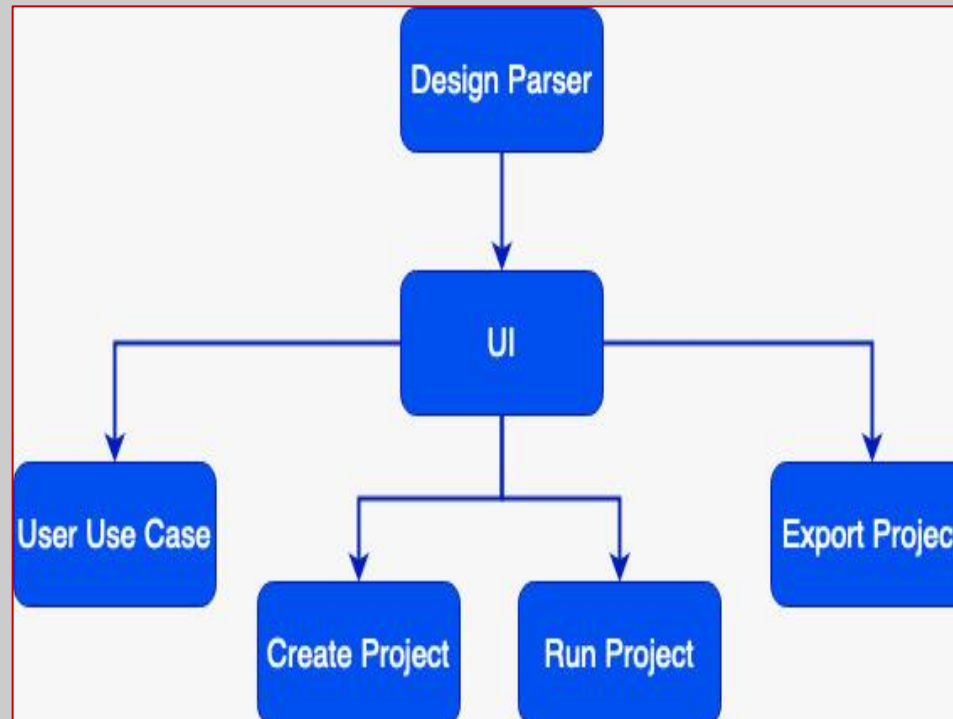 Design Parser
UI
User Use Case
Export Projec
Create Project
Run Project